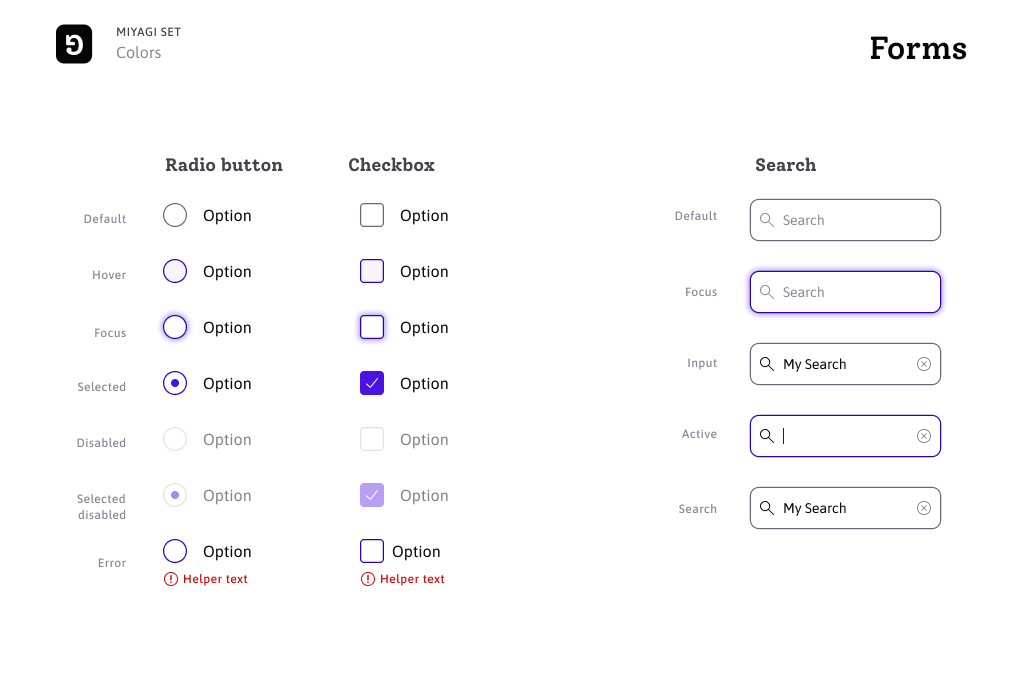 MIYAGI SET
Colors
Forms
Radio button
Checkbox
Search
Default
Option
Option
Default
Search
Hover
Option
Option
Focus
Search
Focus
Option
Option
Input
My Search
Selected
Option
Option
Active
Disabled
Option
Option
Selected
disabled
Option
Option
Search
My Search
Error
Option
Option
Helper text
Helper text